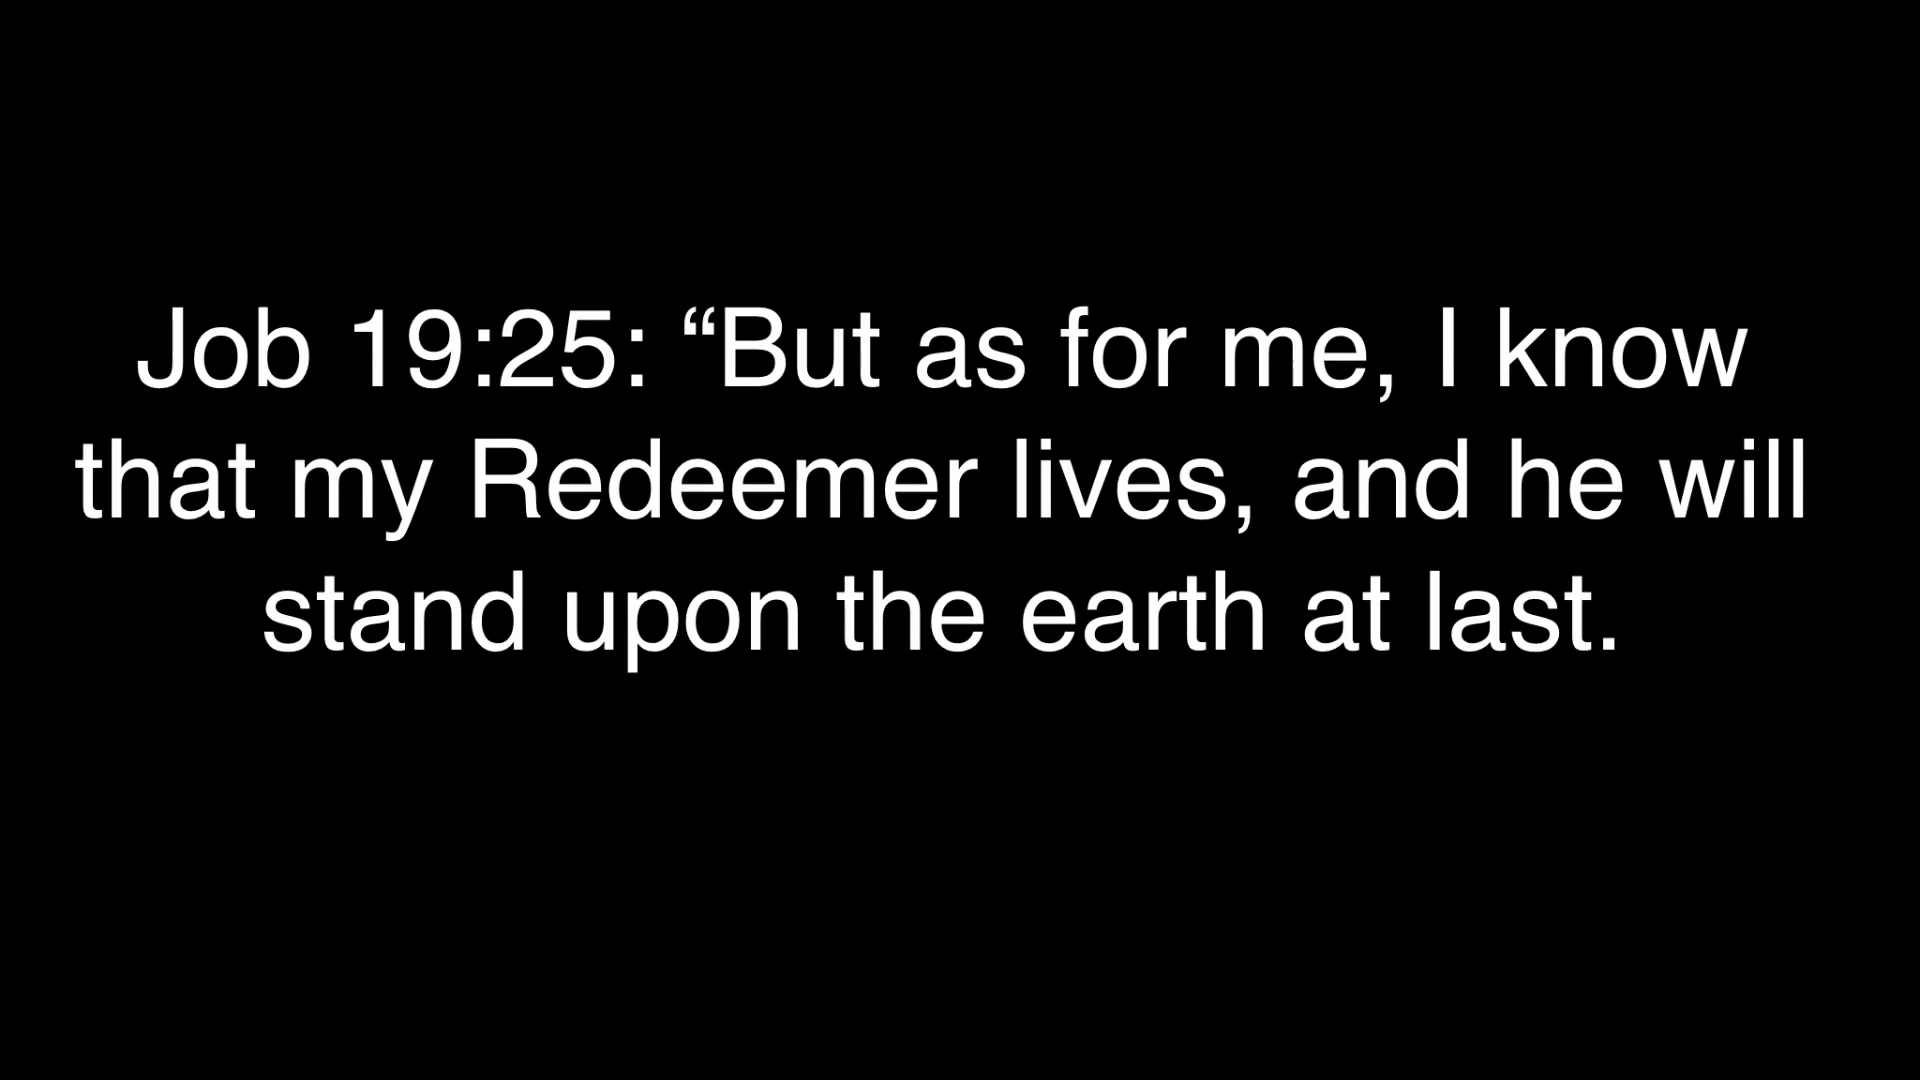 Job 19:25: “But as for me, I know
that my Redeemer lives, and he will
stand upon the earth at last.